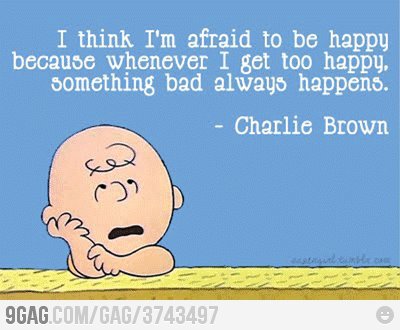 I think I'm afraid to be happy
because whenever I get too happy,
something bad always happens.
- Charlie Brown
9GAG.COM/GAG/3743497